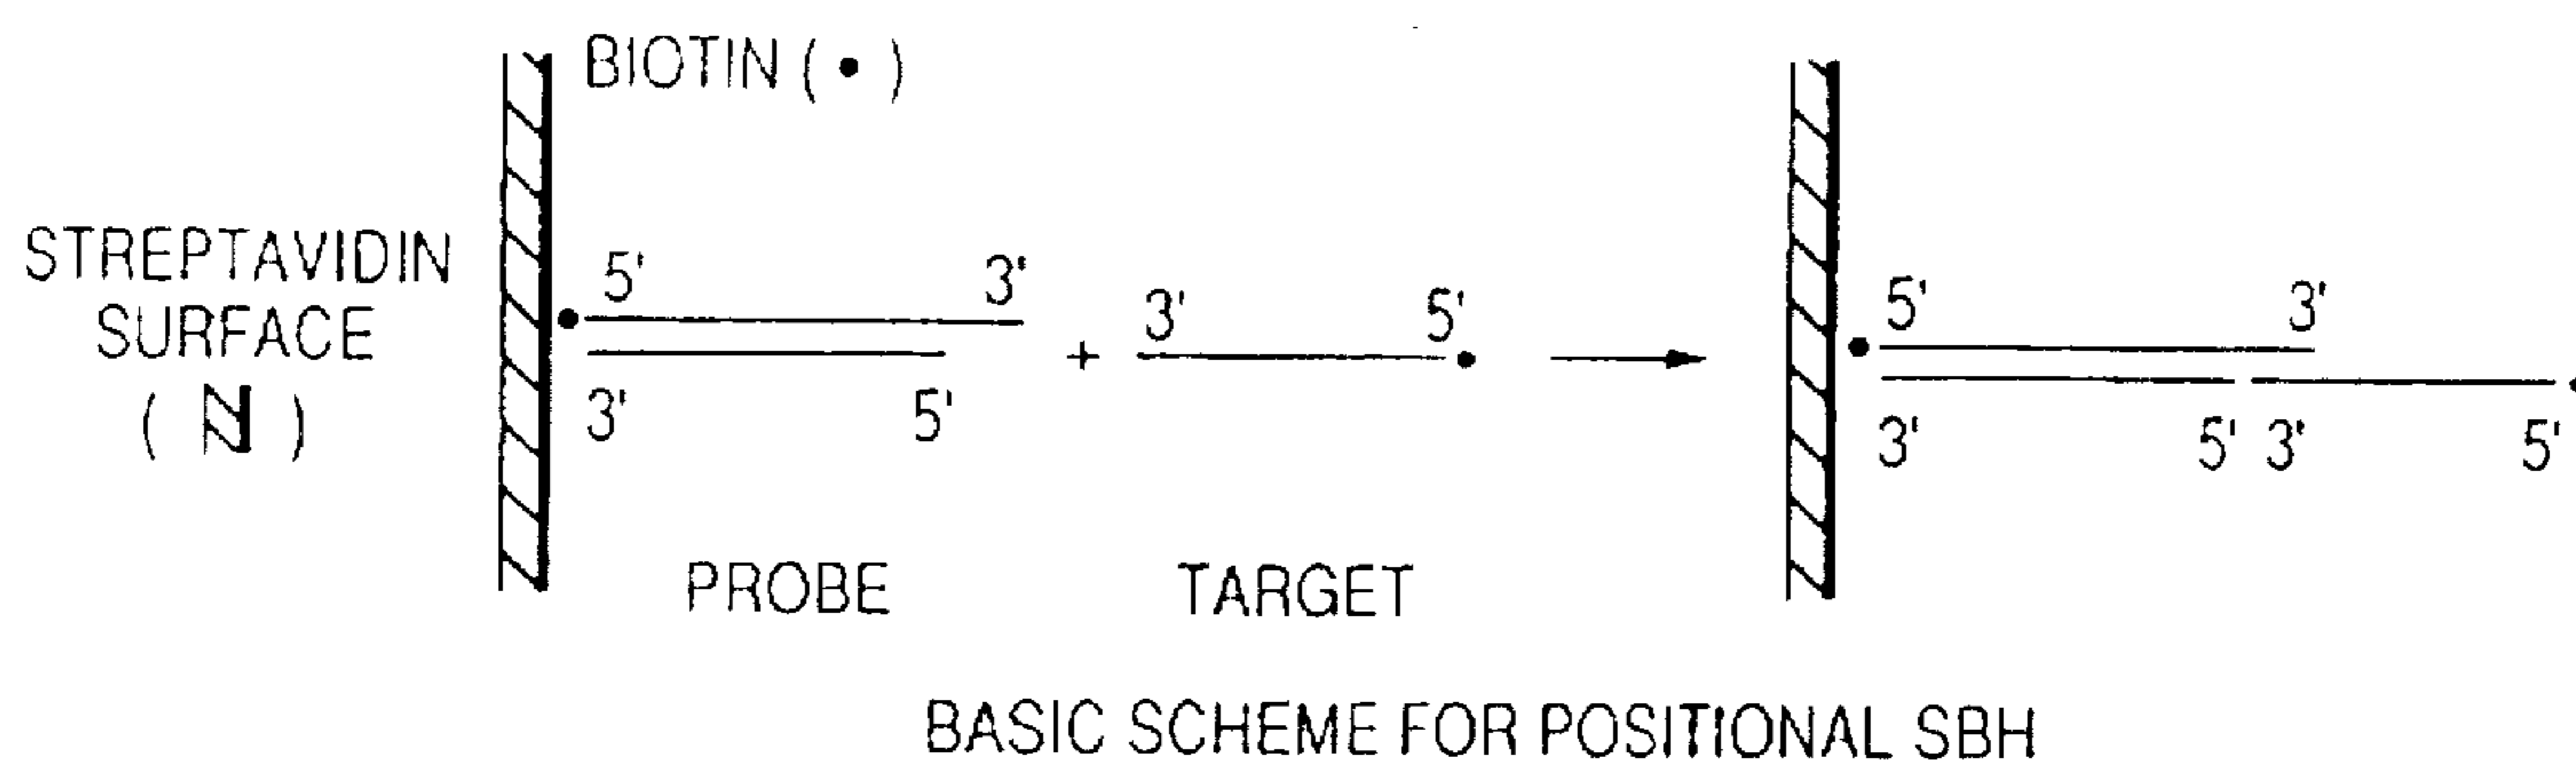 BIOTIN ( • )
STREPTAVIDIN
SURFACE
( N )
5' 3'
3' 5'
+
3' 5'
5' 3'
3' 5' 3' 5'
PROBE
TARGET
BASIC SCHEME FOR POSITIONAL SBH